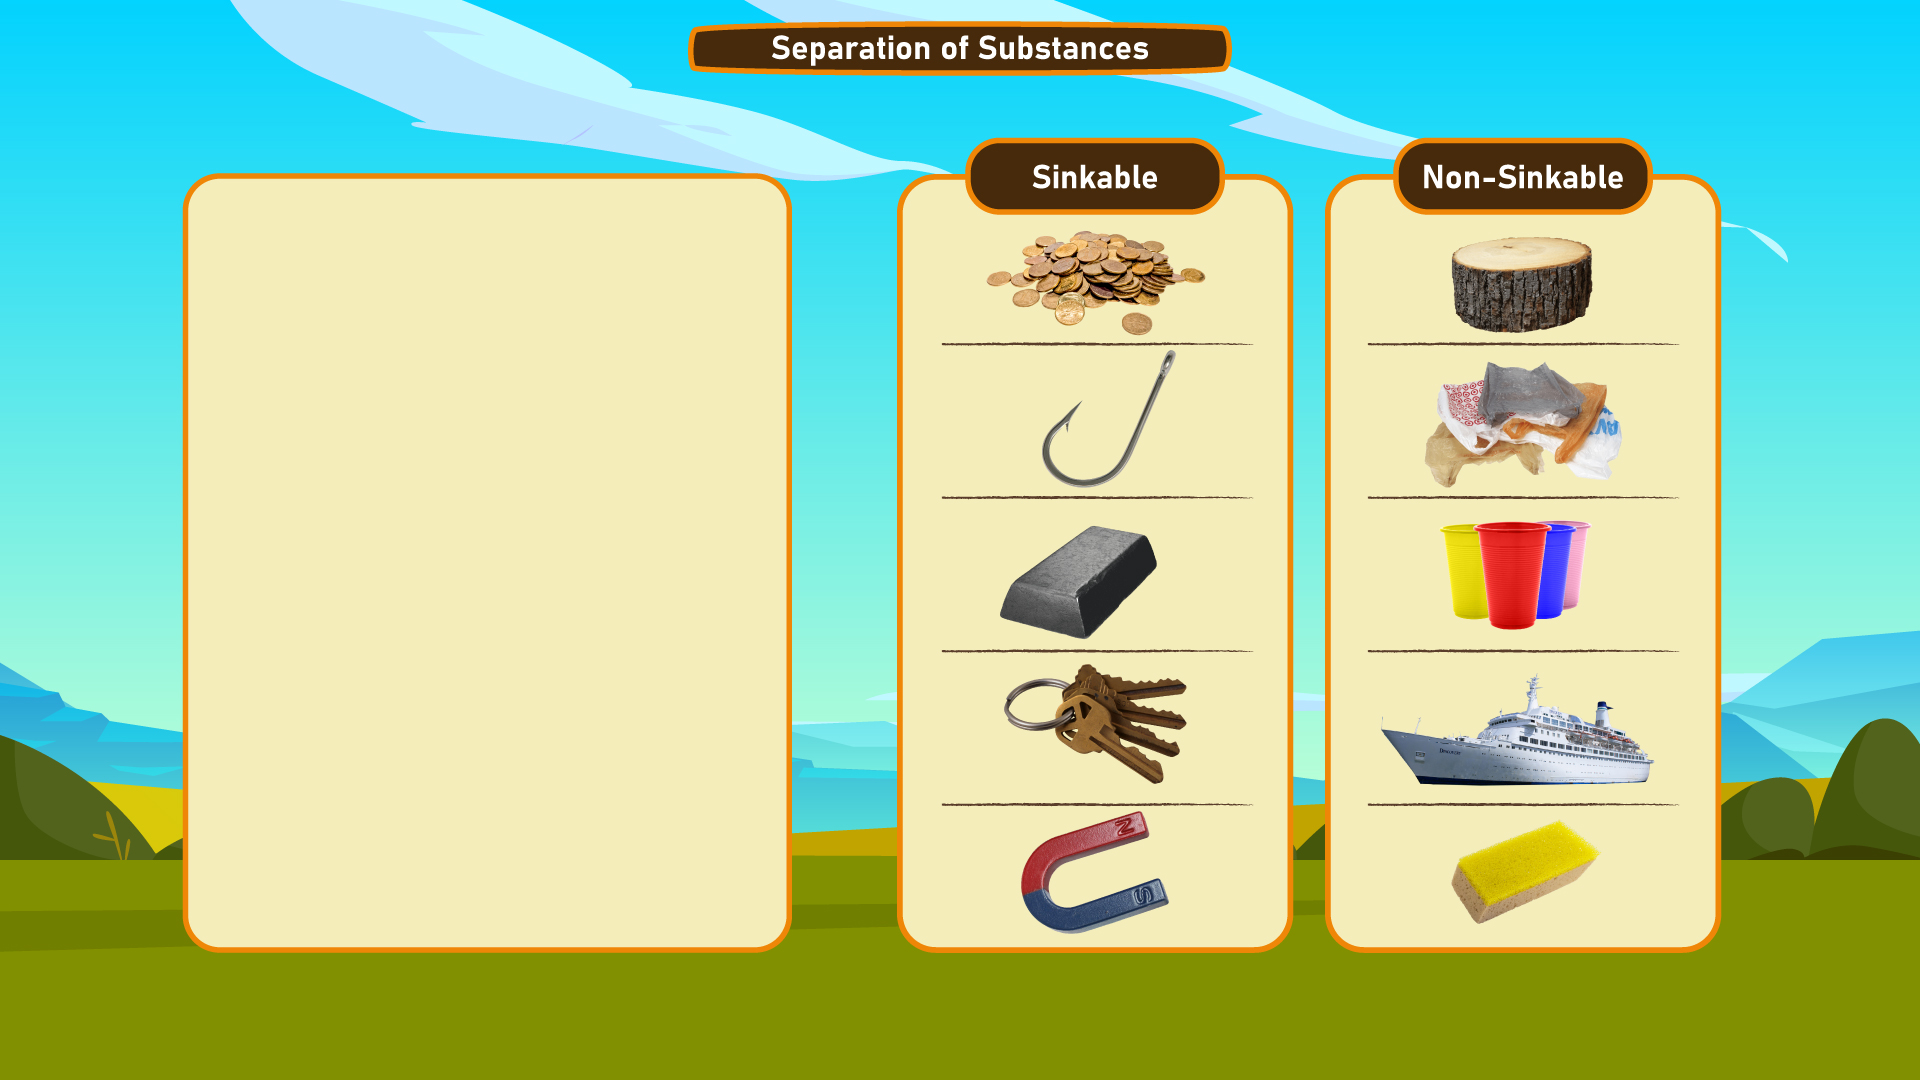 Separation of Substances
Sinkable
Non-Sinkable
N
S